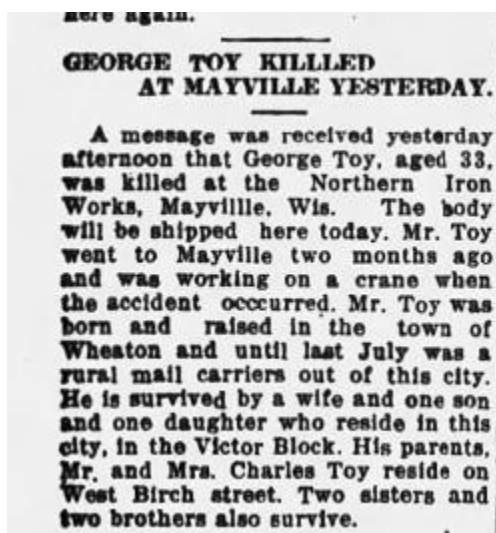 here again.
GEORGE TOY KILLLED
AT MAYVILLE YESTERDAY.
A message was received yesterday
afternoon that George Toy, aged 33,
was killed at the Northern Iron
Works, Mayvillle, Wis. The body
will be shipped here today. Mr. Toy
went to Mayville two months ago
and was working on a crane when
the accident occcurred. Mr. Toy was
born and raised in the town of
Wheaton and until last July was a
rural mail carriers out of this city.
He is survived by a wife and one son
and one daughter who reside in this
city, in the Victor Block. His parents,
Mr. and Mrs. Charles Toy reside on
West Birch street. Two sisters and
two brothers also survive.